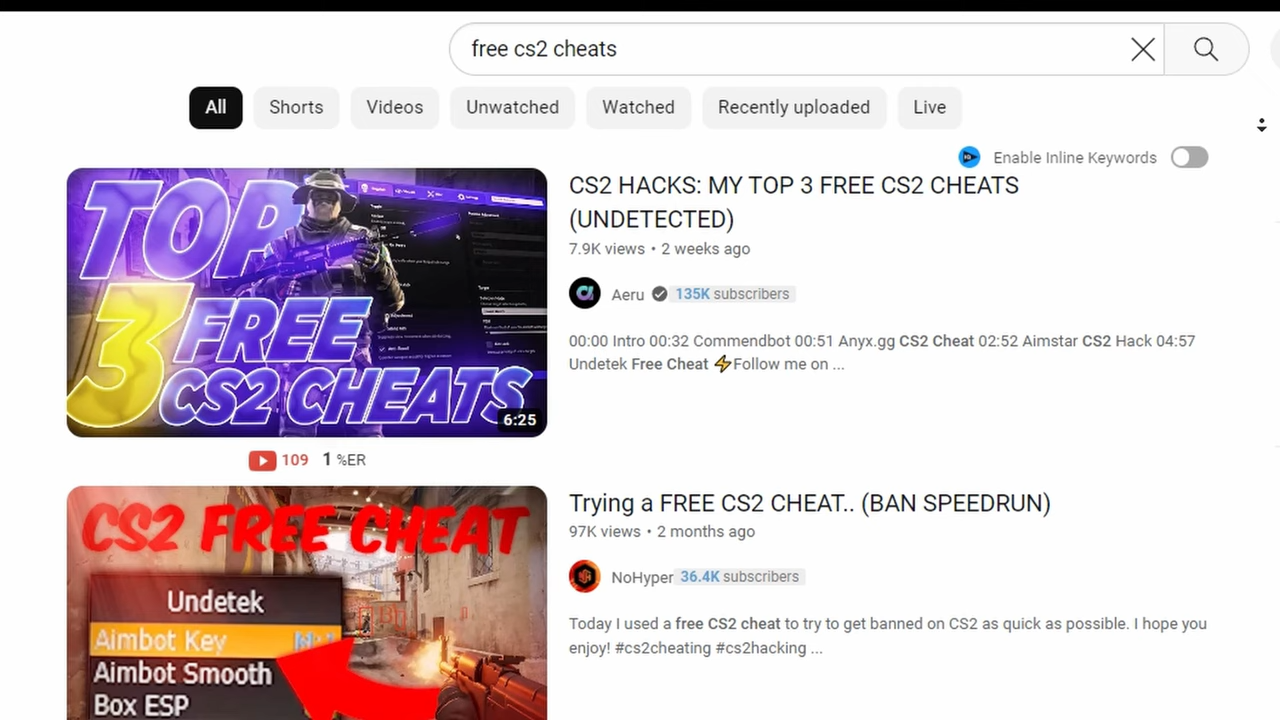 free cs2 cheats
All
Shorts
Videos
Unwatched
Watched
Recently uploaded
Live
Enable Inline Keywords
TOP
3 FREE
CS2 CHEATS
6:25
CS2 HACKS: MY TOP 3 FREE CS2 CHEATS
(UNDETECTED)
7.9K views • 2 weeks ago
Aeru 135K subscribers
00:00 Intro 00:32 Commendbot 00:51 Anyx.gg CS2 Cheat 02:52 Aimstar CS2 Hack 04:57
Undetek Free Cheat ⚡Follow me on ...
109 1 %ER
CS2 FREE CHEAT
Undetek
Aimbot Key
Aimbot Smooth
Box ESP
Trying a FREE CS2 CHEAT.. (BAN SPEEDRUN)
97K views • 2 months ago
NoHyper 36.4K subscribers
Today I used a free CS2 cheat to try to get banned on CS2 as quick as possible. I hope you
enjoy! #cs2cheating #cs2hacking ...